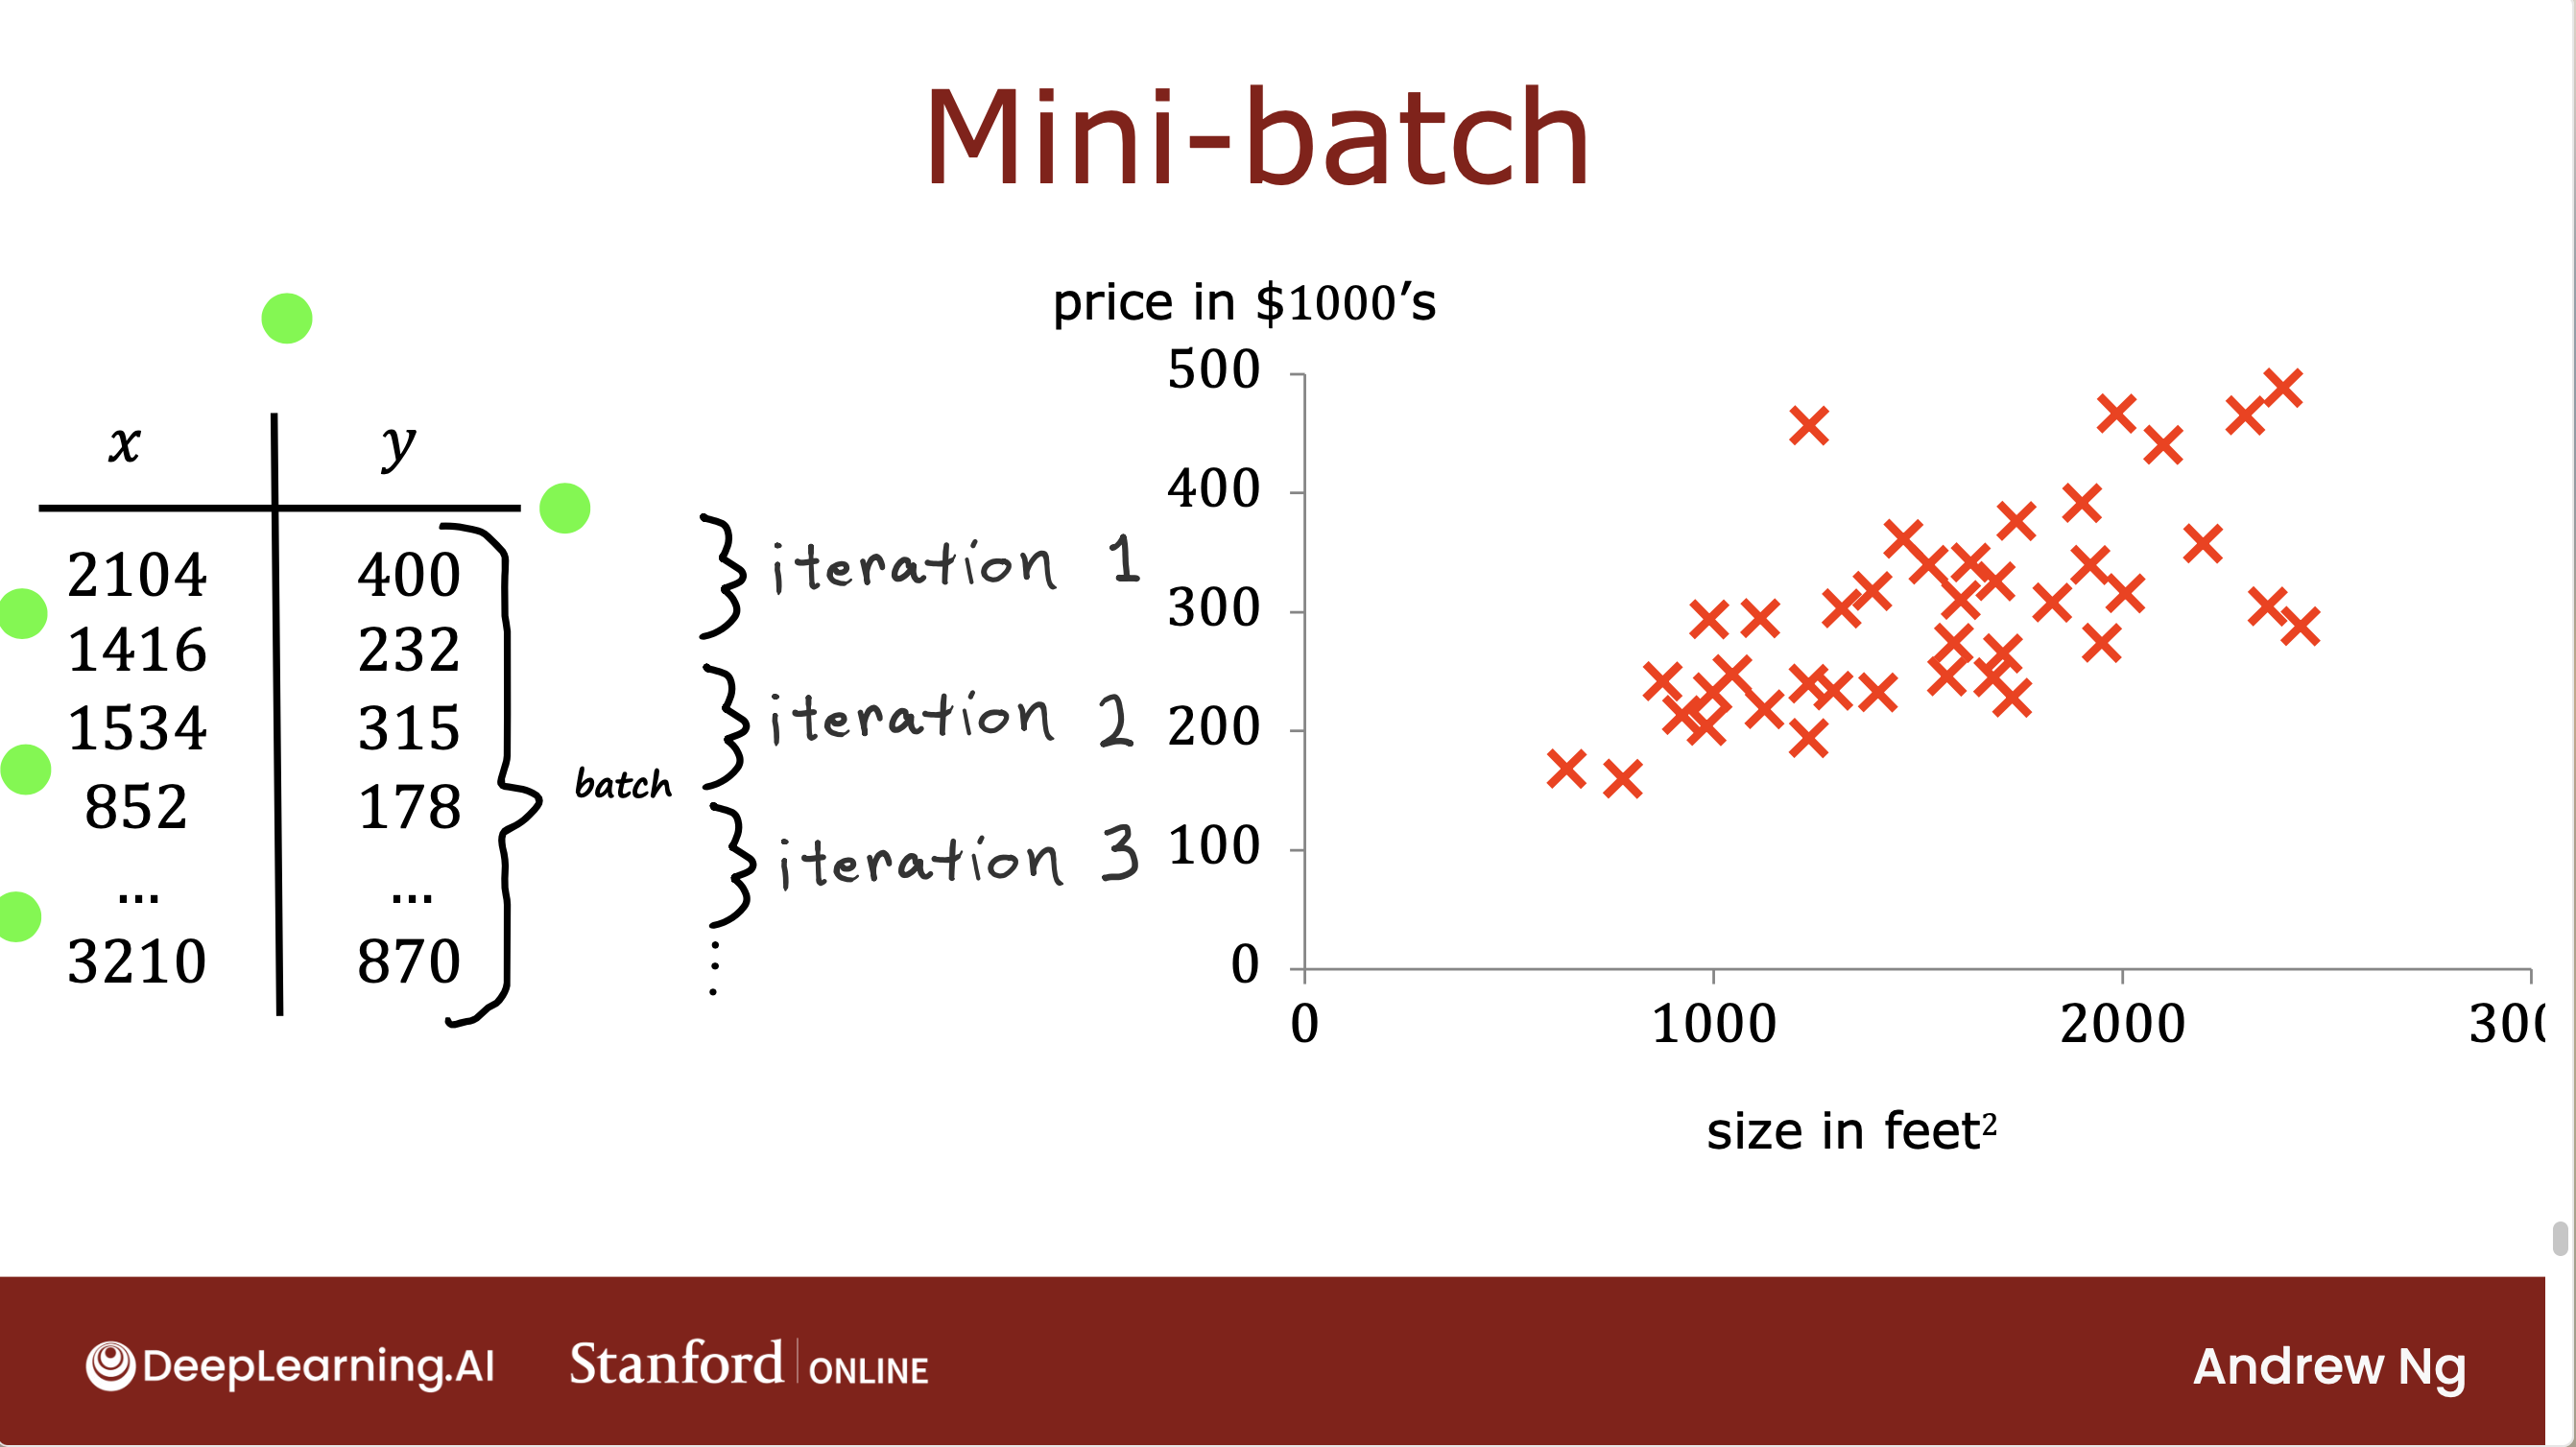 Mini-batch
x y
2104 400
1416 232
1534 315
852 178
... ...
3210 870
batch
iteration 1
iteration 2
iteration 3
price in $1000’s
500
400
300
200
100
0
0 1000 2000 300
size in feet²
DeepLearning.AI Stanford ONLINE Andrew Ng